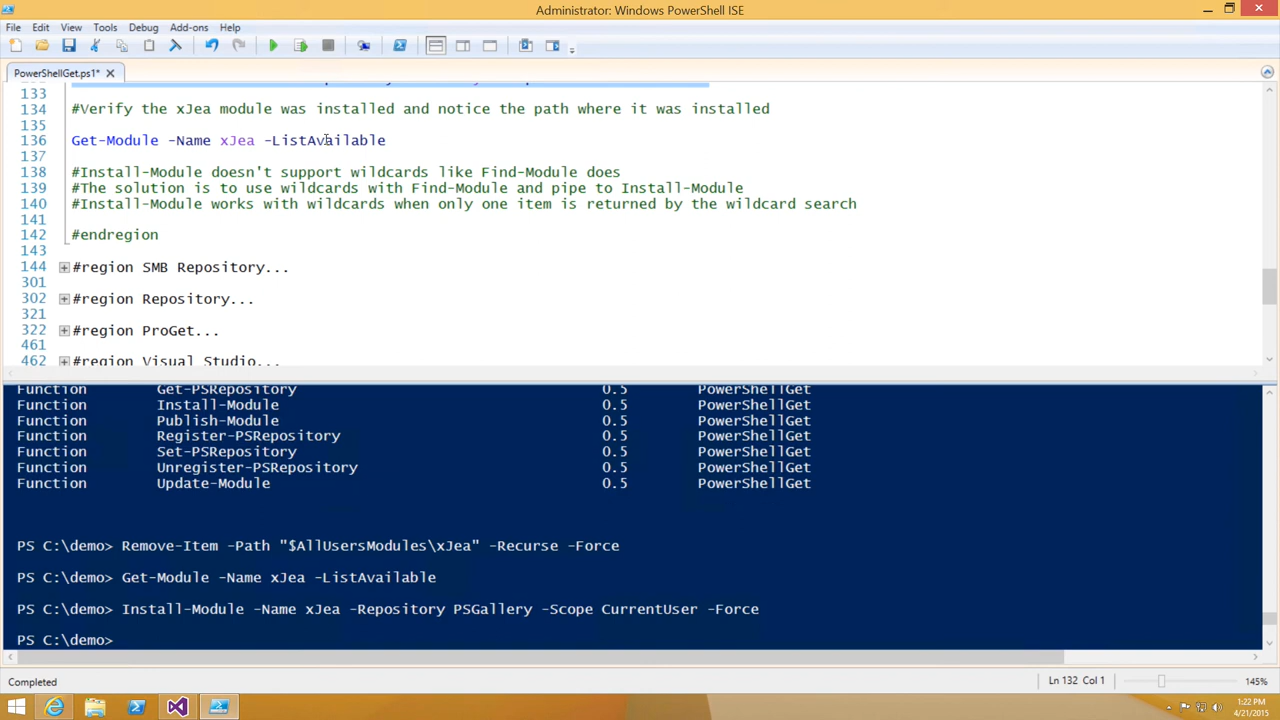 Administrator: Windows PowerShell ISE
File Edit View Tools Debug Add-ons Help
PowerShellGet.ps1*
133
134 #Verify the xJea module was installed and notice the path where it was installed
135
136 Get-Module -Name xJea -ListAvailable
137
138 #Install-Module doesn't support wildcards like Find-Module does
139 #The solution is to use wildcards with Find-Module and pipe to Install-Module
140 #Install-Module works with wildcards when only one item is returned by the wildcard search
141
142 #endregion
143
144 #region SMB Repository...
301
302 #region Repository...
321
322 #region ProGet...
461
462 #region Visual Studio...
Function Get-PSRepository 0.5 PowerShellGet
Function Install-Module 0.5 PowerShellGet
Function Publish-Module 0.5 PowerShellGet
Function Register-PSRepository 0.5 PowerShellGet
Function Set-PSRepository 0.5 PowerShellGet
Function Unregister-PSRepository 0.5 PowerShellGet
Function Update-Module 0.5 PowerShellGet
PS C:\demo> Remove-Item -Path "$AllUsersModules\xJea" -Recurse -Force
PS C:\demo> Get-Module -Name xJea -ListAvailable
PS C:\demo> Install-Module -Name xJea -Repository PSGallery -Scope CurrentUser -Force
PS C:\demo>
Completed Ln 132 Col 1 145%
1:22 PM
4/21/2015